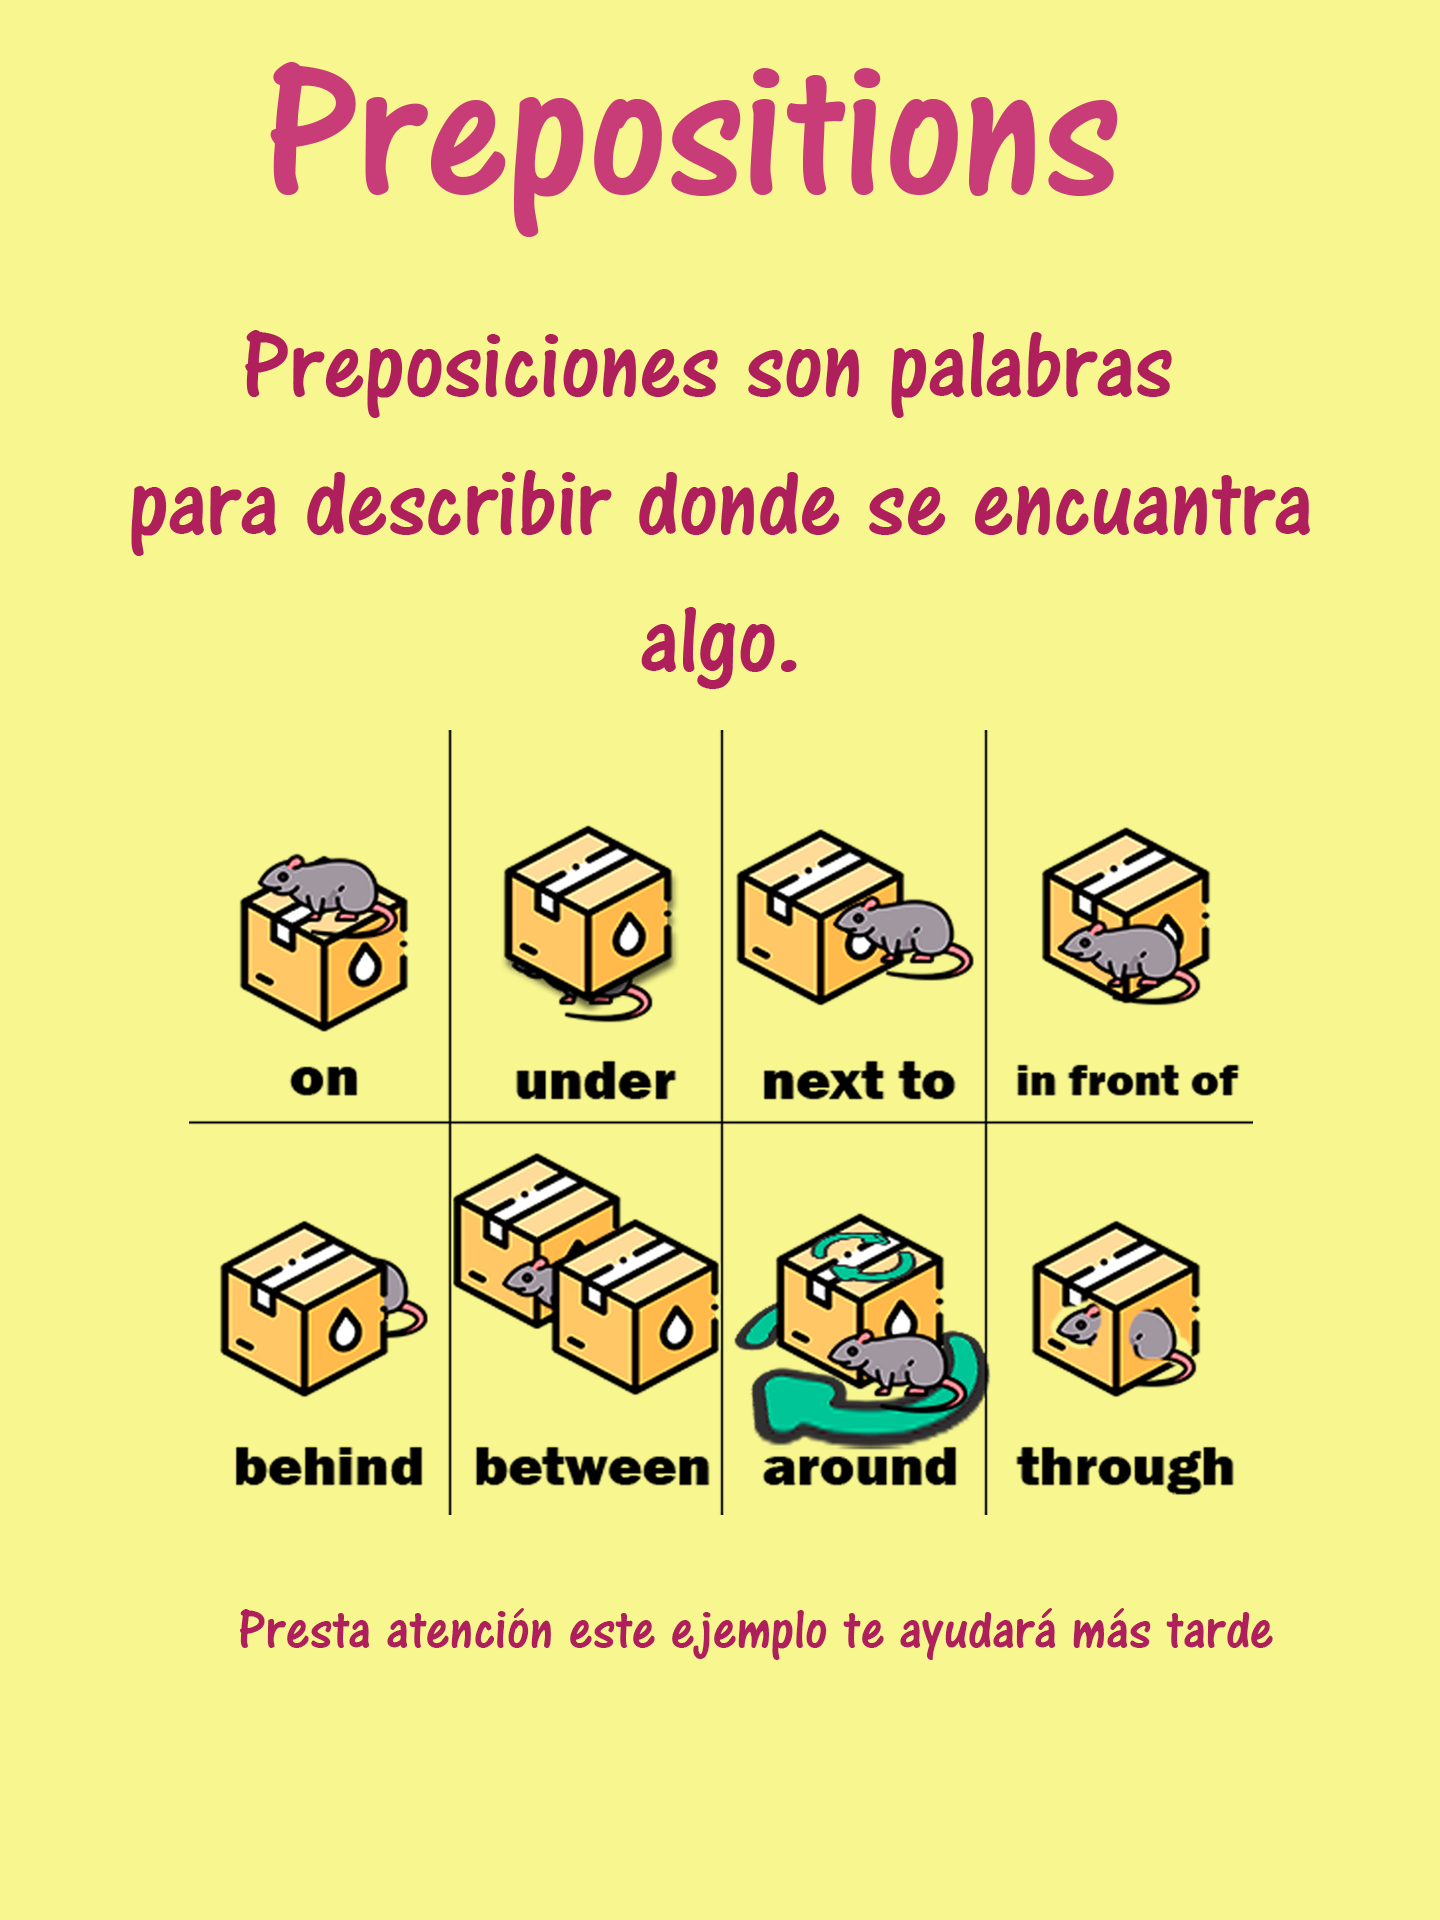 Prepositions
Preposiciones son palabras
para describir donde se encuantra
algo.
on under next to in front of
behind between around through
Presta atención este ejemplo te ayudará más tarde